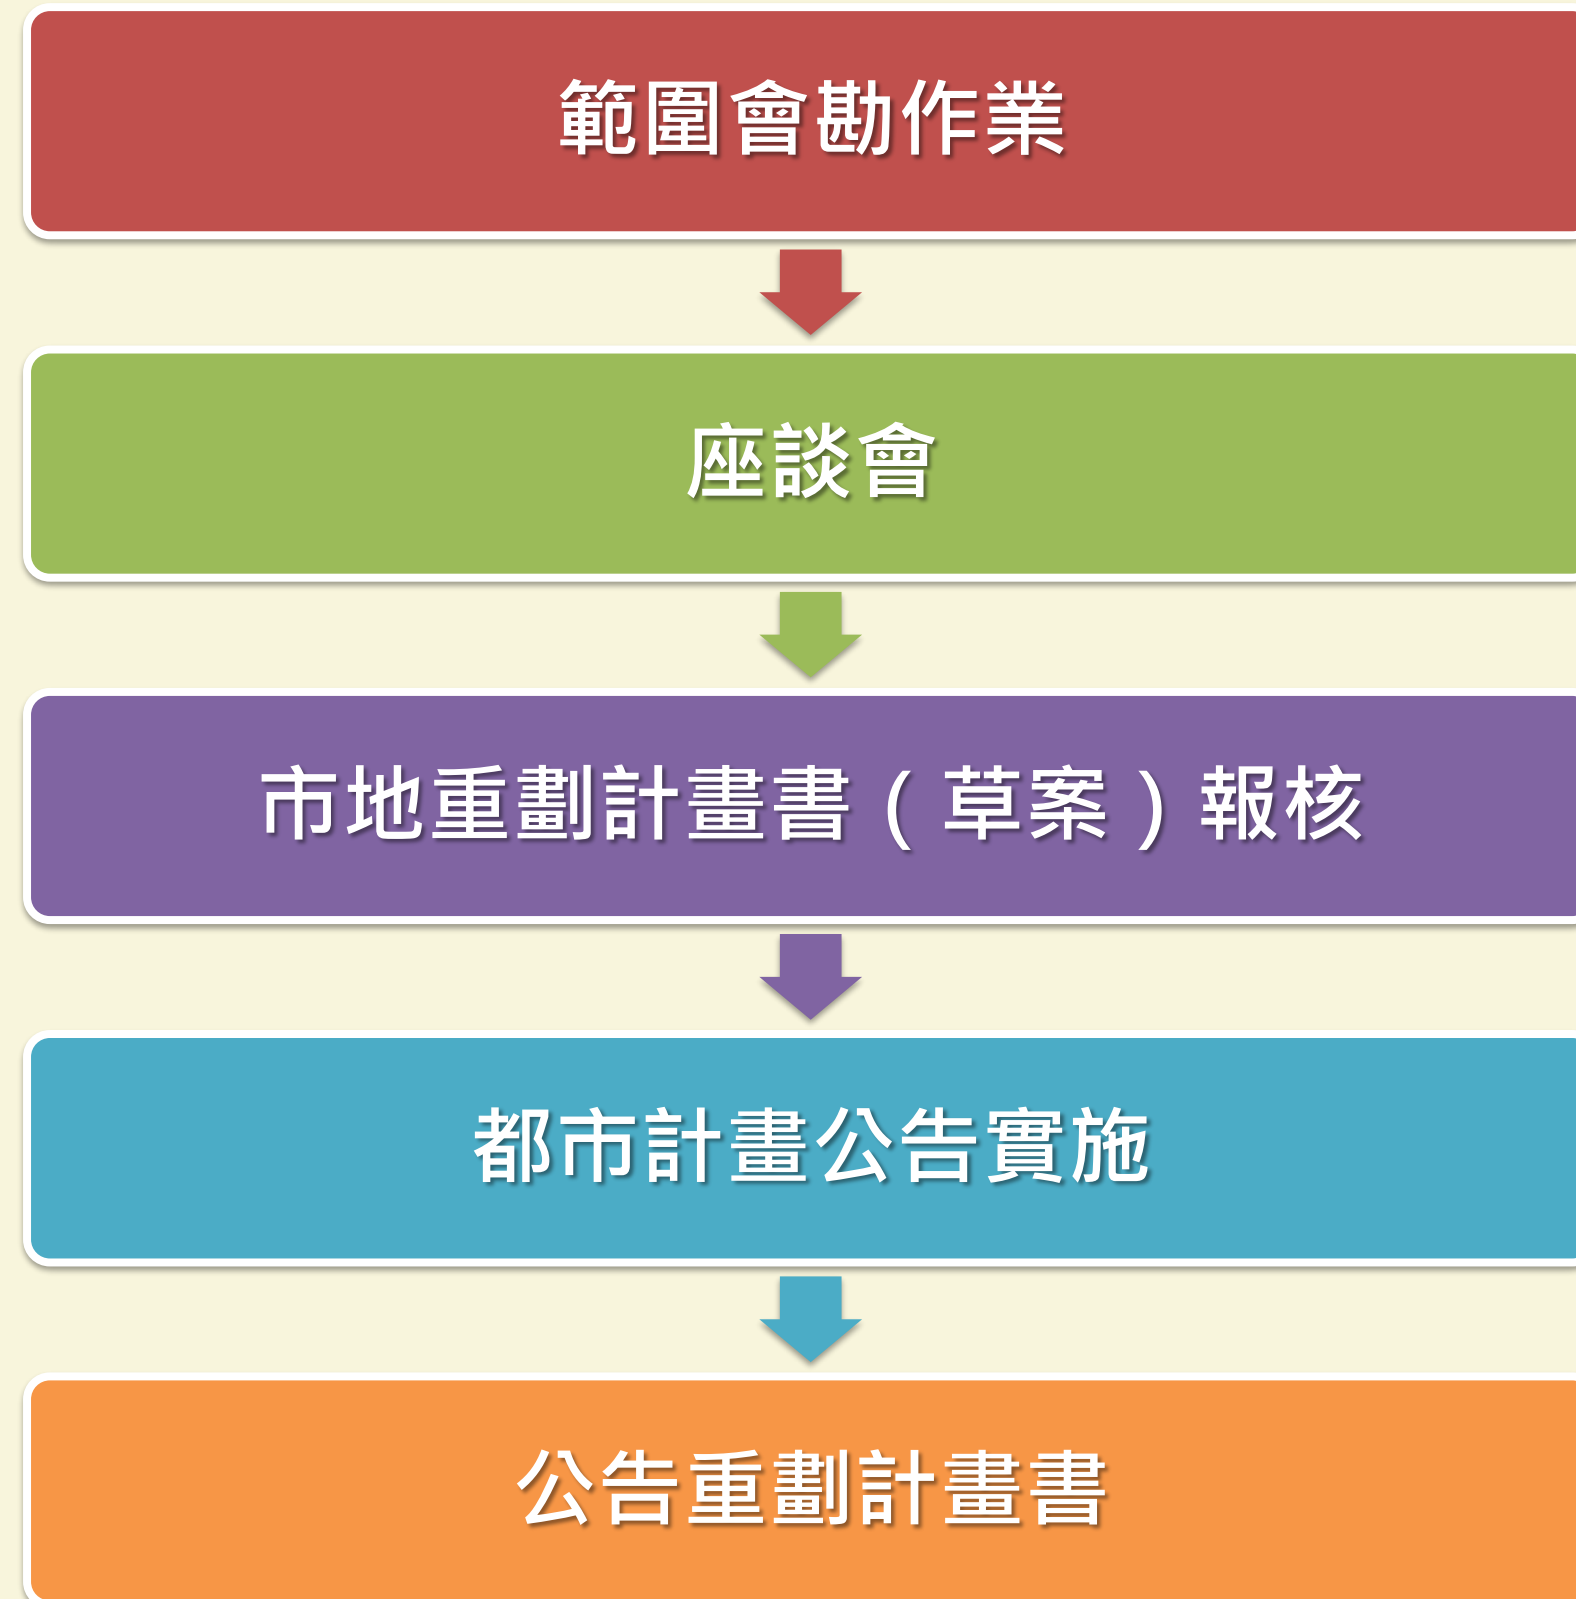 範圍會勘作業
座談會
市地重劃計畫書(草案)報核
都市計畫公告實施
公告重劃計畫書